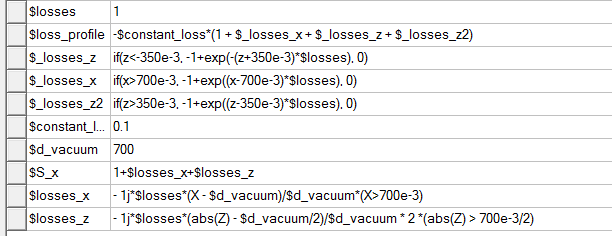 $losses 1
$loss_profile -$constant_loss*(1 + $_losses_x + $_losses_z + $_losses_z2)
$_losses_z if(z<-350e-3, -1+exp(-(z+350e-3)*$losses), 0)
$_losses_x if(x>700e-3, -1+exp((x-700e-3)*$losses), 0)
$_losses_z2 if(z>350e-3, -1+exp((z-350e-3)*$losses), 0)
$constant_l... 0.1
$d_vacuum 700
$S_x 1+$losses_x+$losses_z
$losses_x - 1j*$losses*(X - $d_vacuum)/$d_vacuum*(X>700e-3)
$losses_z - 1j*$losses*(abs(Z) - $d_vacuum/2)/$d_vacuum * 2 *(abs(Z) > 700e-3/2)